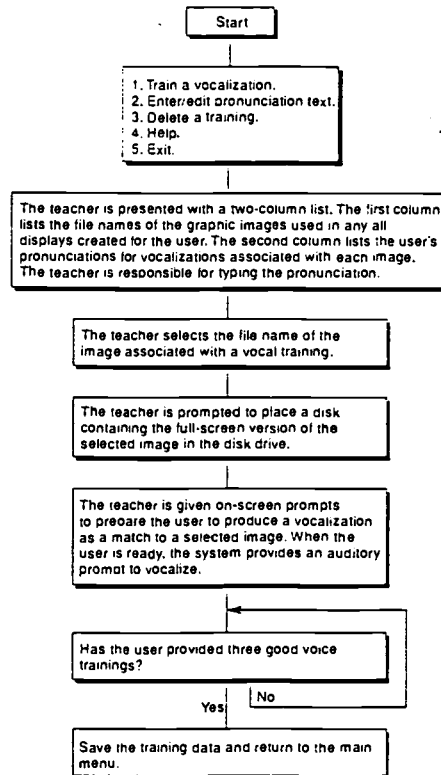 Start
1. Train a vocalization.
2. Enter/edit pronunciation text.
3. Delete a training.
4. Help.
5. Exit.
The teacher is presented with a two-column list. The first column
lists the file names of the graphic images used in any all
displays created for the user. The second column lists the user's
pronunciations for vocalizations associated with each image.
The teacher is responsible for typing the pronunciation.
The teacher selects the file name of the
image associated with a vocal training.
The teacher is prompted to place a disk
containing the full-screen version of the
selected image in the disk drive.
The teacher is given on-screen prompts
to prepare the user to produce a vocalization
as a match to a selected image. When the
user is ready, the system provides an auditory
prompt to vocalize.
Has the user provided three good voice
trainings?
No
Yes
Save the training data and return to the main
menu.